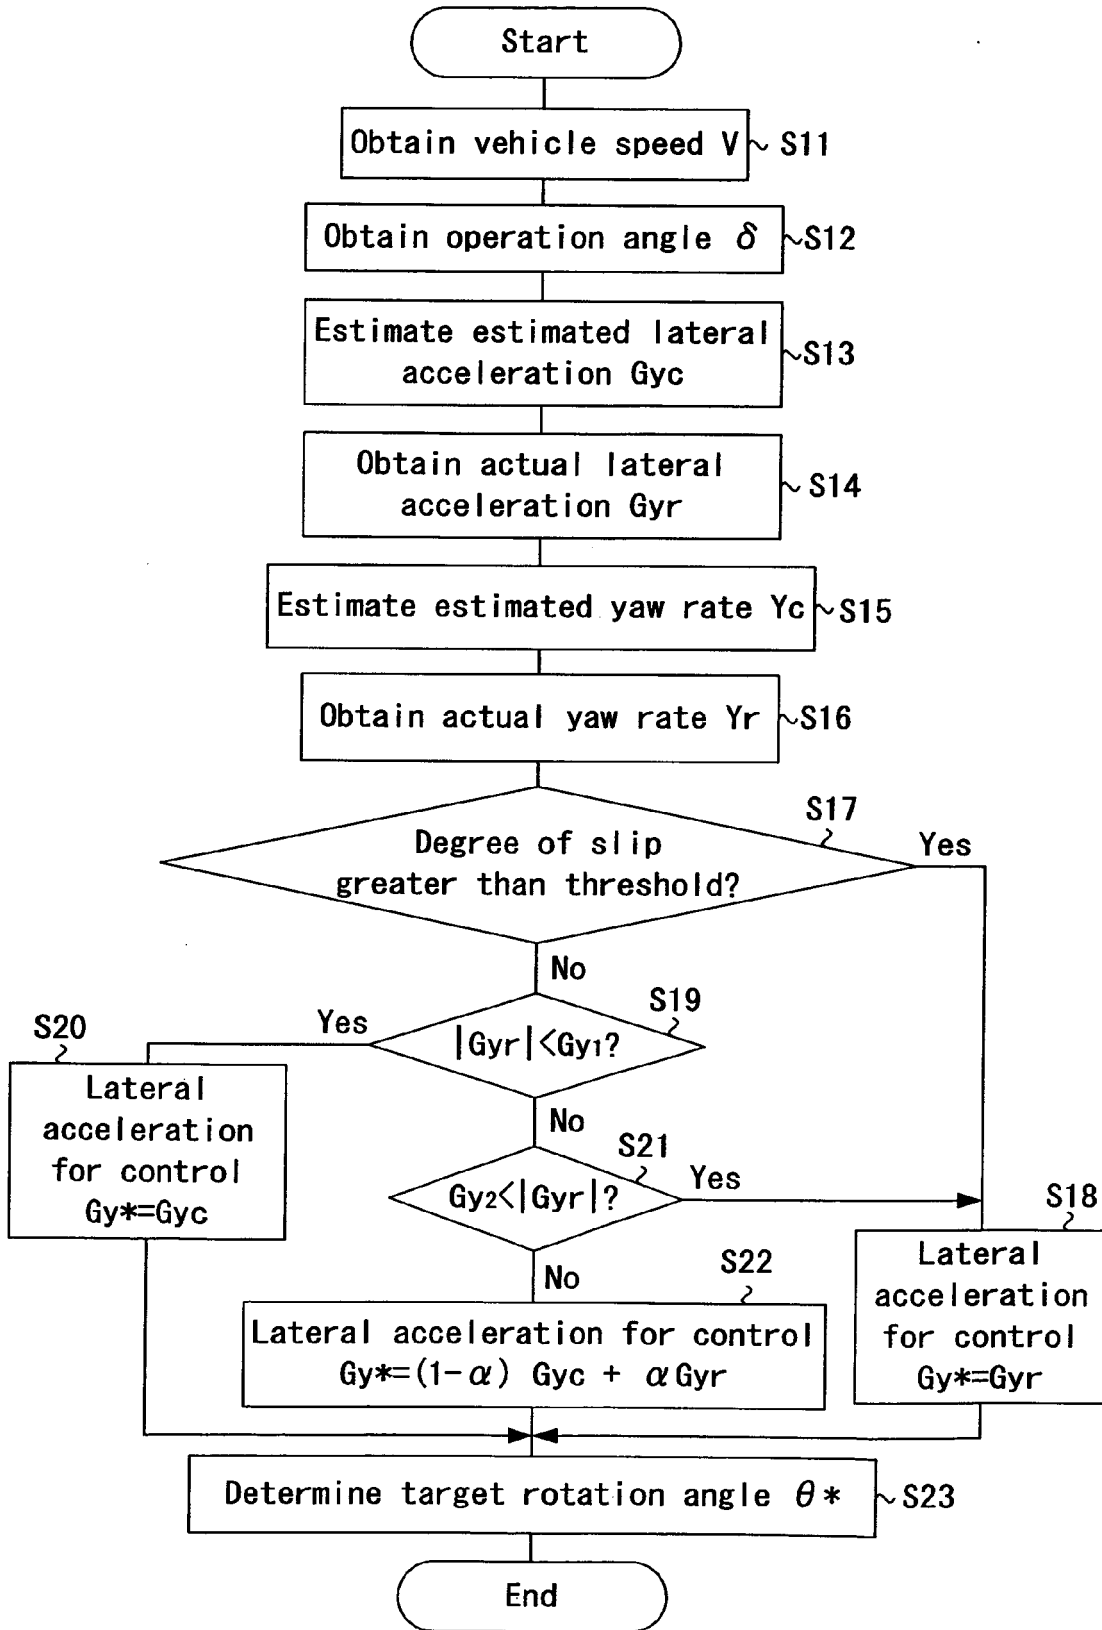 Start
Obtain vehicle speed V
S11
Obtain operation angle δ
S12
Estimate estimated lateral
acceleration Gyc
S13
Obtain actual lateral
acceleration Gyr
S14
Estimate estimated yaw rate Yc
S15
Obtain actual yaw rate Yr
S16
S17
Degree of slip
greater than threshold?
Yes
No
S19
|Gyr|<Gy1?
Yes
No
S20
Lateral
acceleration
for control
Gy*=Gyc
S21
Gy2<|Gyr|?
Yes
No
S18
Lateral
acceleration
for control
Gy*=Gyr
S22
Lateral acceleration for control
Gy*=(1-α) Gyc + αGyr
Determine target rotation angle θ*
S23
End